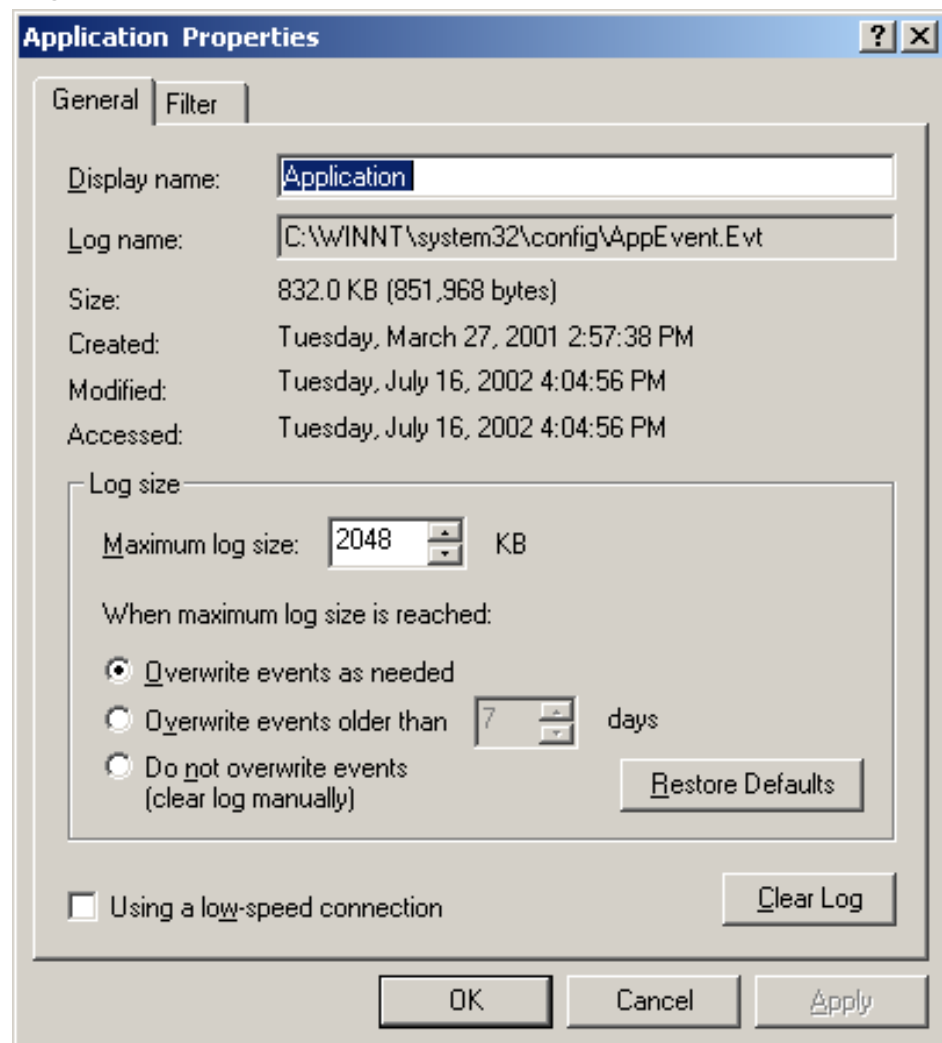 Application Properties
General Filter
Display name: Application
Log name: C:\WINNT\system32\config\AppEvent.Evt
Size: 832.0 KB (851,968 bytes)
Created: Tuesday, March 27, 2001 2:57:38 PM
Modified: Tuesday, July 16, 2002 4:04:56 PM
Accessed: Tuesday, July 16, 2002 4:04:56 PM
Log size
Maximum log size: 2048 KB
When maximum log size is reached:
Overwrite events as needed
Overwrite events older than 7 days
Do not overwrite events
(clear log manually)
Restore Defaults
Using a low-speed connection
Clear Log
OK Cancel Apply